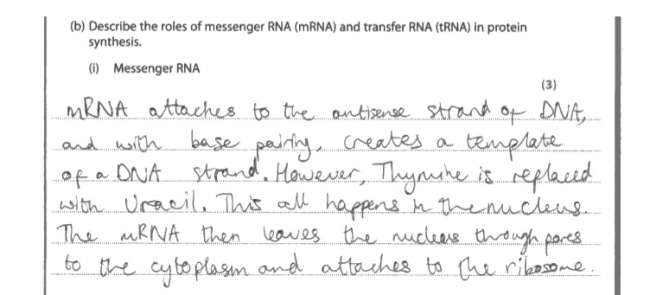 (b) Describe the roles of messenger RNA (mRNA) and transfer RNA (tRNA) in protein
synthesis.
(i) Messenger RNA
(3)
mRNA attaches to the antisense strand of DNA,
and with base pairing, creates a template
of a DNA strand. However, Thymine is replaced
with Uracil. This all happens in the nucleus.
The mRNA then leaves the nucleus through pores
to the cytoplasm and attaches to the ribosome.